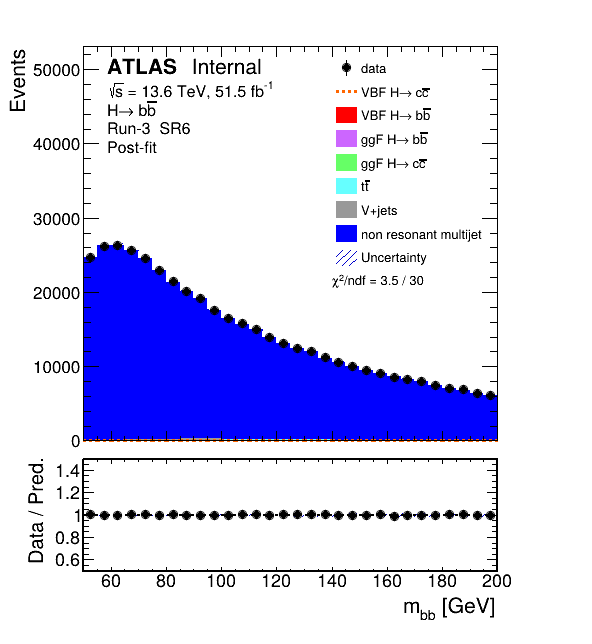 Events
50000
40000
30000
20000
10000
0
ATLAS Internal
√s = 13.6 TeV, 51.5 fb⁻¹
H→ bb̅
Run-3 SR6
Post-fit
data
VBF H→ cc̅
VBF H→ bb̅
ggF H→ bb̅
ggF H→ cc̅
tt̅
V+jets
non resonant multijet
Uncertainty
χ²/ndf = 3.5 / 30
Data / Pred.
1.4
1.2
1
0.8
0.6
60 80 100 120 140 160 180 200
m_bb [GeV]